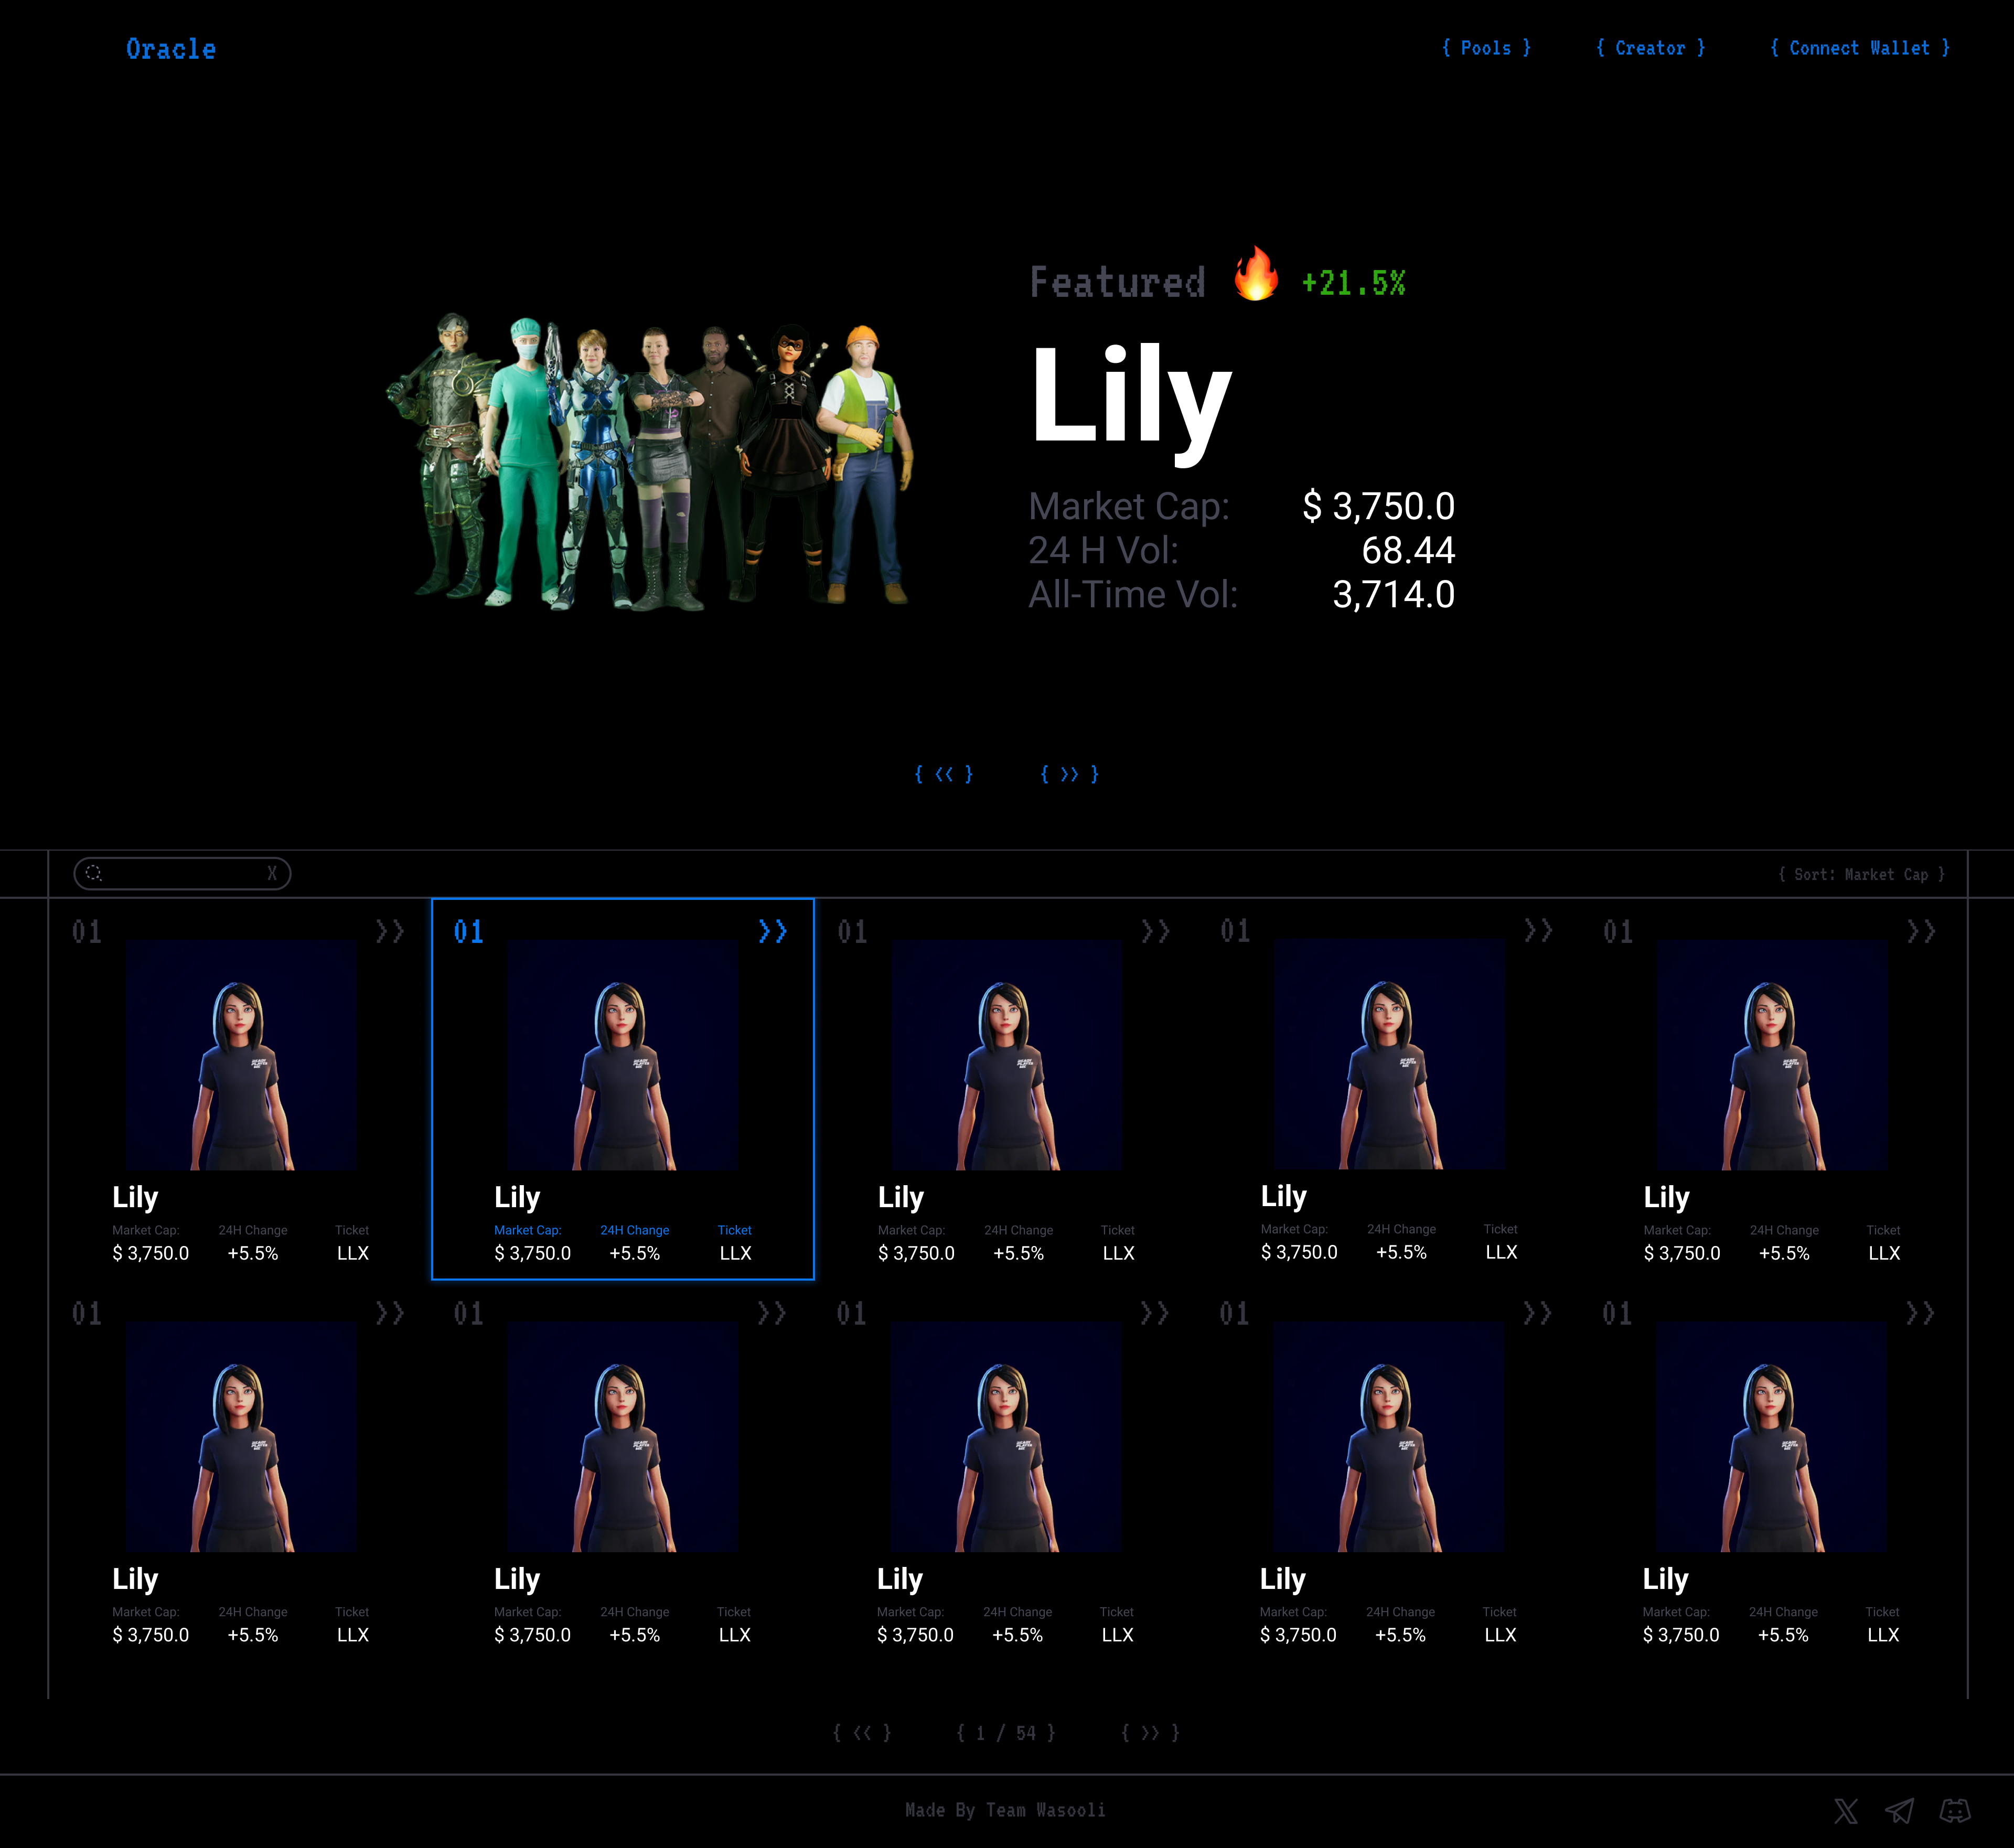 Oracle
{ Pools } { Creator } { Connect Wallet }
Featured 🔥 +21.5%
Lily
Market Cap: $ 3,750.0
24 H Vol: 68.44
All-Time Vol: 3,714.0
{ << } { >> }
X { Sort: Market Cap }
01 >> 01 >> 01 >> 01 >> 01 >>
Lily Lily Lily Lily Lily
Market Cap: 24H Change Ticket Market Cap: 24H Change Ticket Market Cap: 24H Change Ticket Market Cap: 24H Change Ticket Market Cap: 24H Change Ticket
$ 3,750.0 +5.5% LLX $ 3,750.0 +5.5% LLX $ 3,750.0 +5.5% LLX $ 3,750.0 +5.5% LLX $ 3,750.0 +5.5% LLX
01 >> 01 >> 01 >> 01 >> 01 >>
Lily Lily Lily Lily Lily
Market Cap: 24H Change Ticket Market Cap: 24H Change Ticket Market Cap: 24H Change Ticket Market Cap: 24H Change Ticket Market Cap: 24H Change Ticket
$ 3,750.0 +5.5% LLX $ 3,750.0 +5.5% LLX $ 3,750.0 +5.5% LLX $ 3,750.0 +5.5% LLX $ 3,750.0 +5.5% LLX
{ << } { 1 / 54 } { >> }
Made By Team Wasooli